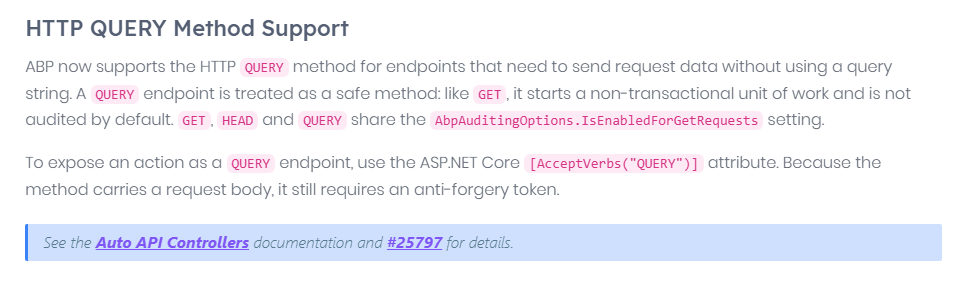 HTTP QUERY Method Support
ABP now supports the HTTP QUERY method for endpoints that need to send request data without using a query
string. A QUERY endpoint is treated as a safe method: like GET, it starts a non-transactional unit of work and is not
audited by default. GET, HEAD and QUERY share the AbpAuditingOptions.IsEnabledForGetRequests setting.
To expose an action as a QUERY endpoint, use the ASP.NET Core [AcceptVerbs("QUERY")] attribute. Because the
method carries a request body, it still requires an anti-forgery token.
See the Auto API Controllers documentation and #25797 for details.